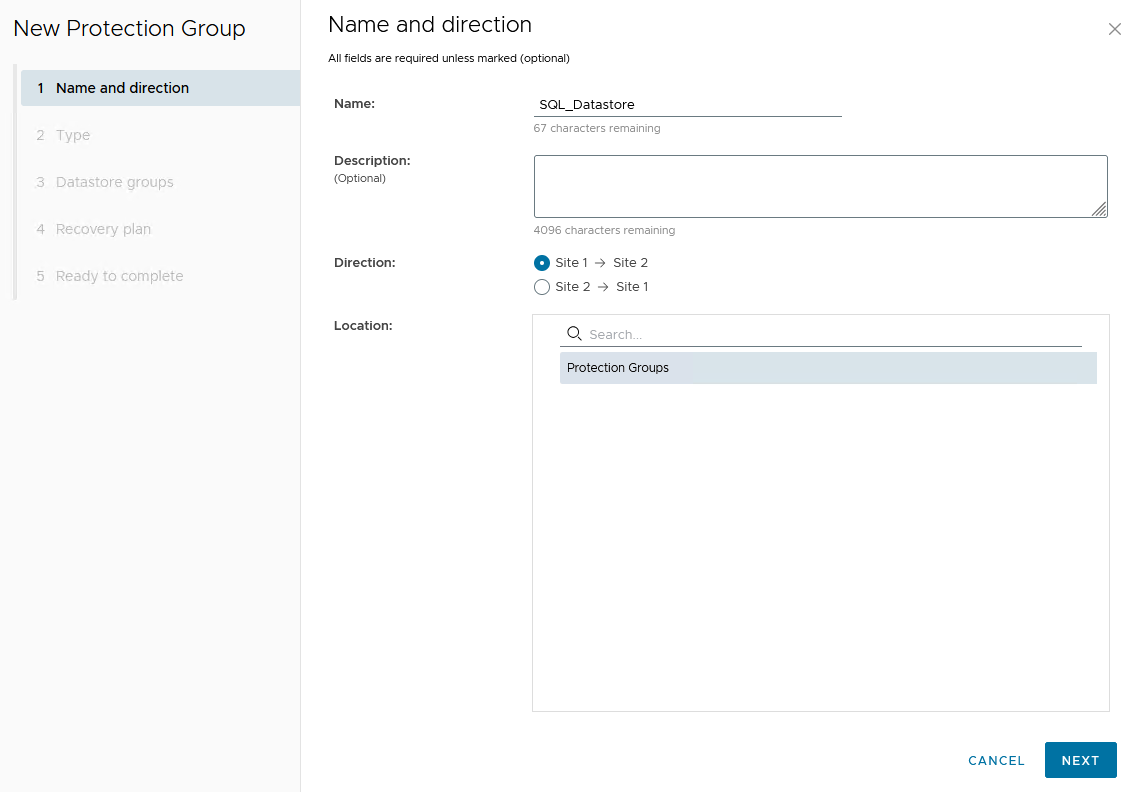 New Protection Group
1 Name and direction
2 Type
3 Datastore groups
4 Recovery plan
5 Ready to complete
Name and direction
All fields are required unless marked (optional)
Name:
SQL_Datastore
67 characters remaining
Description:
(Optional)
4096 characters remaining
Direction:
Site 1 → Site 2
Site 2 → Site 1
Location:
Search...
Protection Groups
CANCEL
NEXT